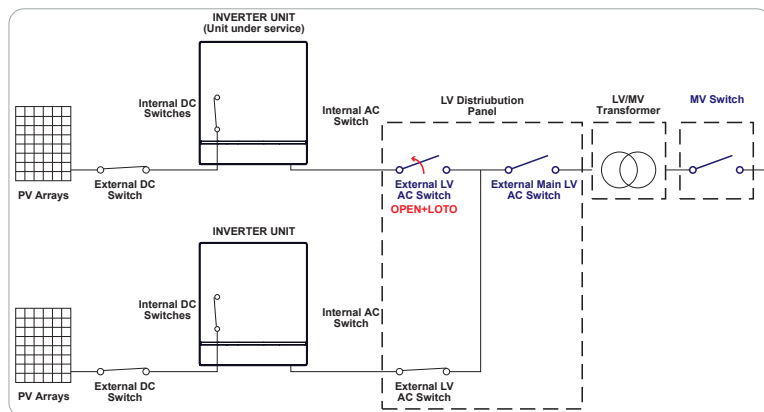 INVERTER UNIT
(Unit under service)
Internal DC
Switches
Internal AC
Switch
LV Distriubution
Panel
LV/MV
Transformer
MV Switch
PV Arrays
External DC
Switch
External LV
AC Switch
OPEN+LOTO
External Main LV
AC Switch
INVERTER UNIT
Internal DC
Switches
Internal AC
Switch
PV Arrays
External DC
Switch
External LV
AC Switch